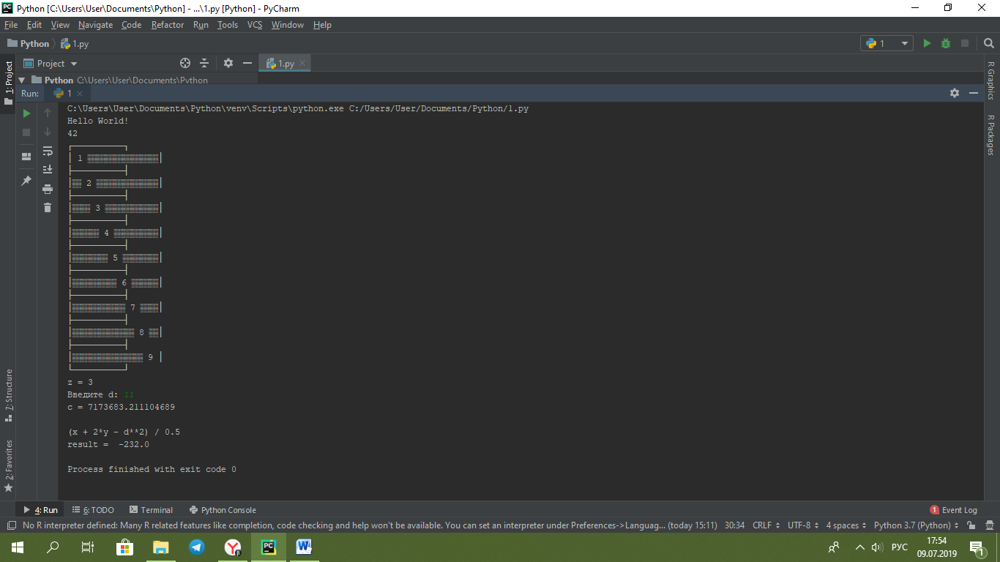 Python [C:\Users\User\Documents\Python] - ...\1.py [Python] - PyCharm
File Edit View Navigate Code Refactor Run Tools VCS Window Help
Python 1.py
1
Project
1.py
Python C:\Users\User\Documents\Python
Run: 1
C:\Users\User\Documents\Python\venv\Scripts\python.exe C:/Users/User/Documents/Python/1.py
Hello World!
42
1
2
3
4
5
6
7
8
9
z = 3
Введите d: 11
c = 7173683.211104689
(x + 2*y - d**2) / 0.5
result =  -232.0
Process finished with exit code 0
1: Project
7: Structure
2: Favorites
R Graphics
R Packages
4: Run 6: TODO Terminal Python Console
1 Event Log
No R interpreter defined: Many R related features like completion, code checking and help won't be available. You can set an interpreter under Preferences->Languag... (today 15:11) 30:34 CRLF UTF-8 4 spaces Python 3.7 (Python)
РУС
17:54
09.07.2019
1